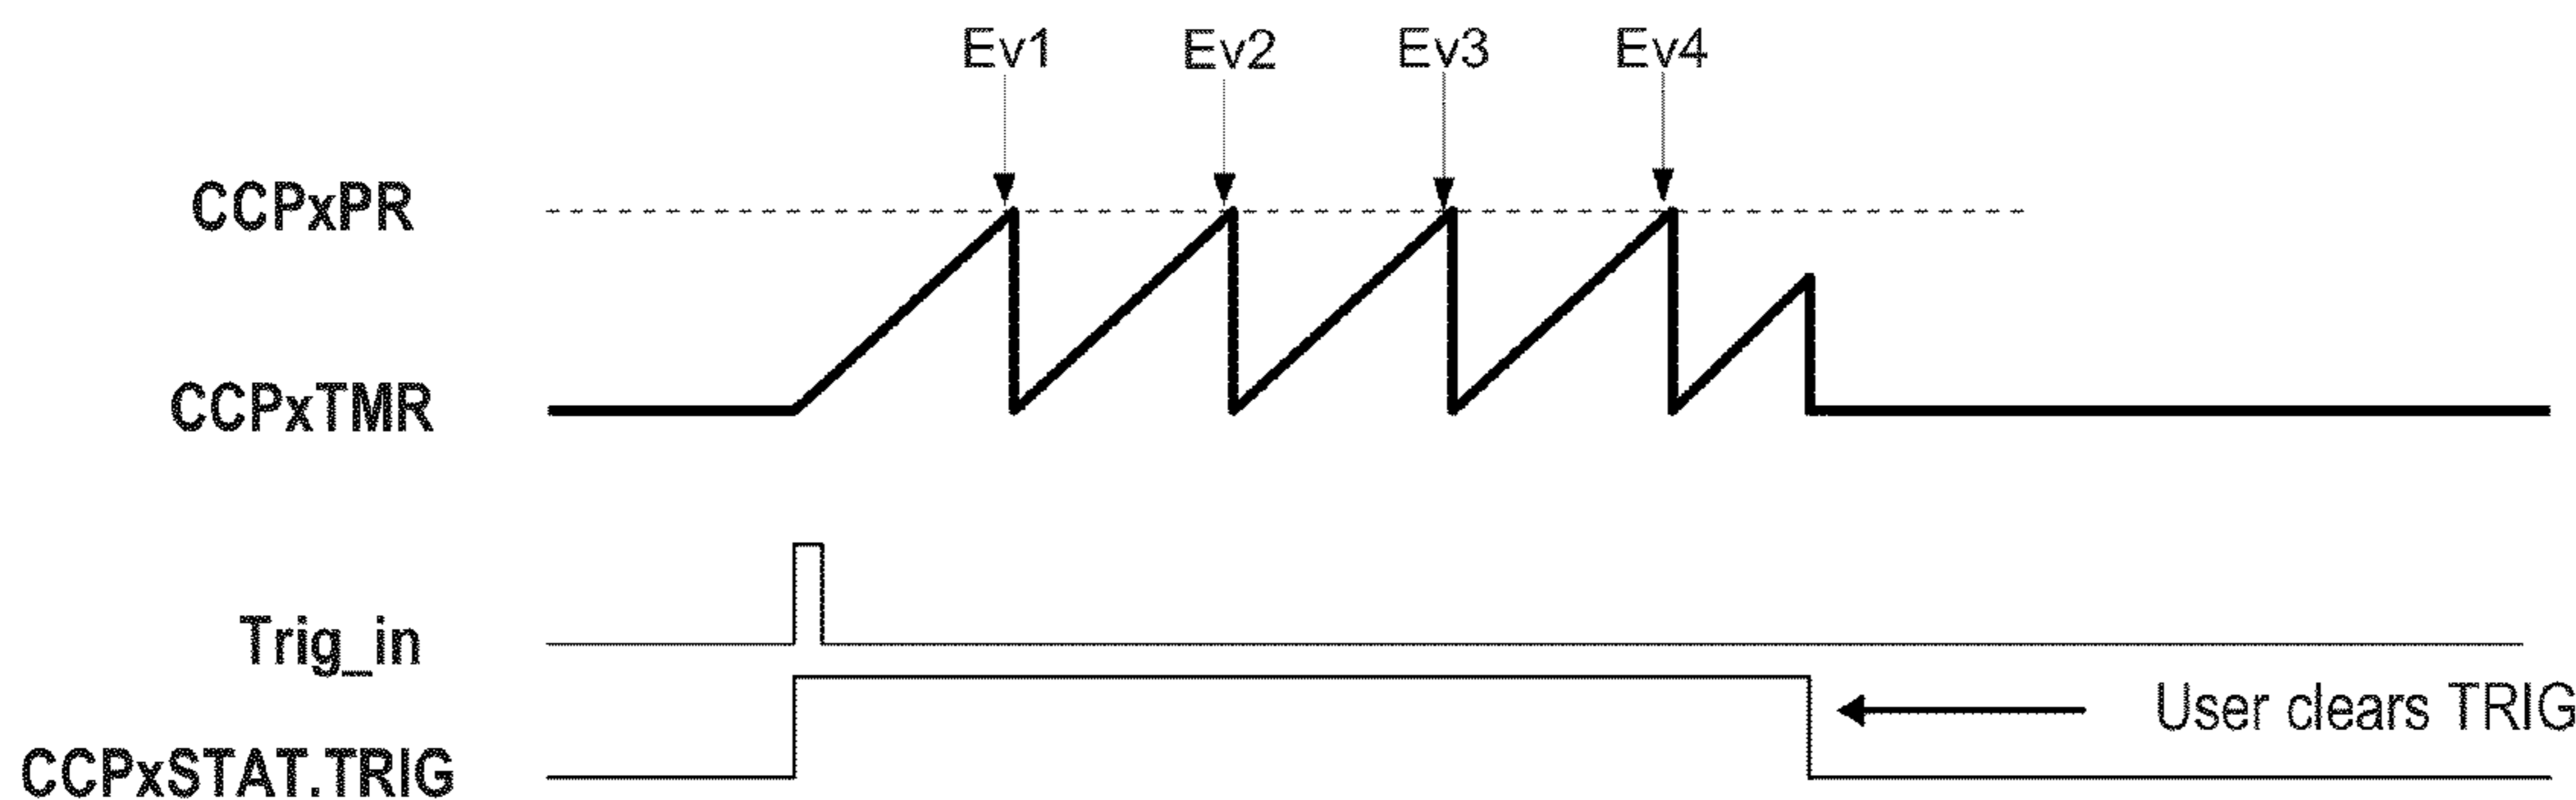 Ev1 Ev2 Ev3 Ev4
CCPxPR
CCPxTMR
Trig_in
User clears TRIG
CCPxSTAT.TRIG